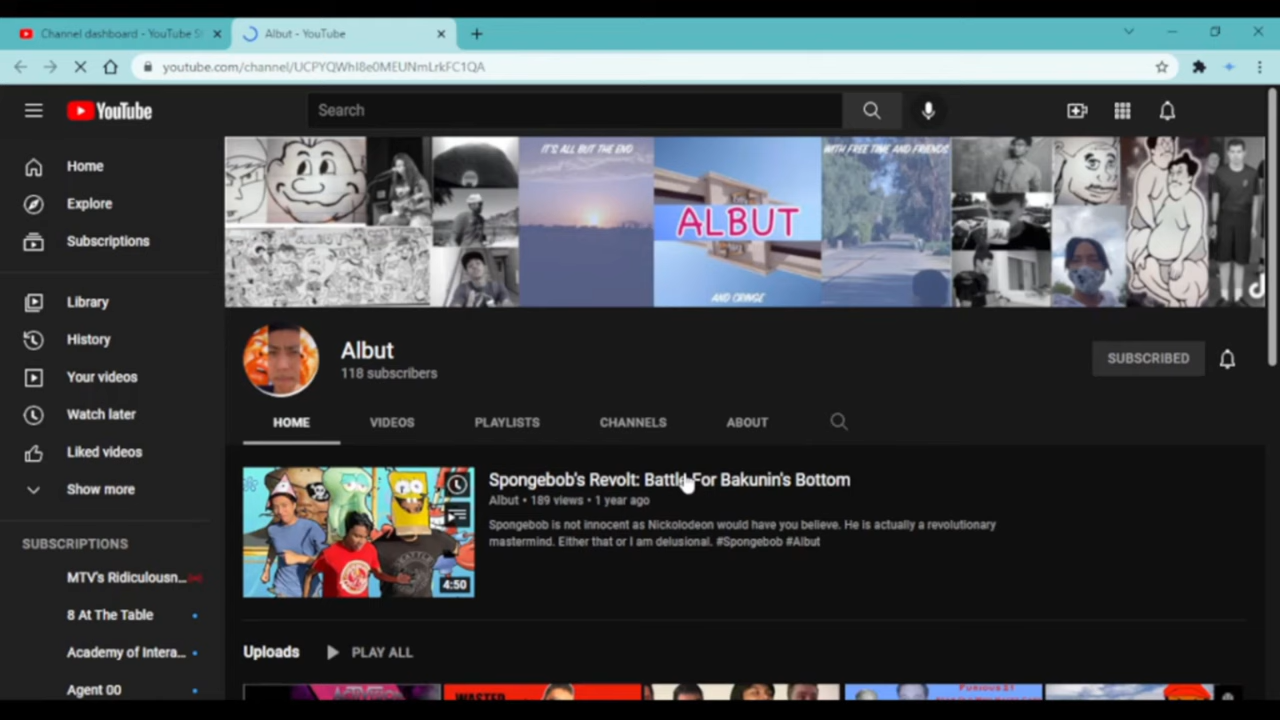 Channel dashboard - YouTube S
Albut - YouTube
youtube.com/channel/UCPYQWhI8e0MEUNmLrkFC1QA
YouTube
Search
IT'S ALL BUT THE END
WITH FREE TIME AND FRIENDS
ALBUT
AND CRINGE
Home
Explore
Subscriptions
Library
History
Your videos
Watch later
Liked videos
Show more
SUBSCRIPTIONS
MTV's Ridiculousn...
8 At The Table
Academy of Intera...
Agent 00
Albut
118 subscribers
SUBSCRIBED
HOME
VIDEOS
PLAYLISTS
CHANNELS
ABOUT
Spongebob's Revolt: Battle For Bakunin's Bottom
Albut • 189 views • 1 year ago
Spongebob is not innocent as Nickolodeon would have you believe. He is actually a revolutionary
mastermind. Either that or I am delusional. #Spongebob #Albut
4:50
Uploads
PLAY ALL
WASTED